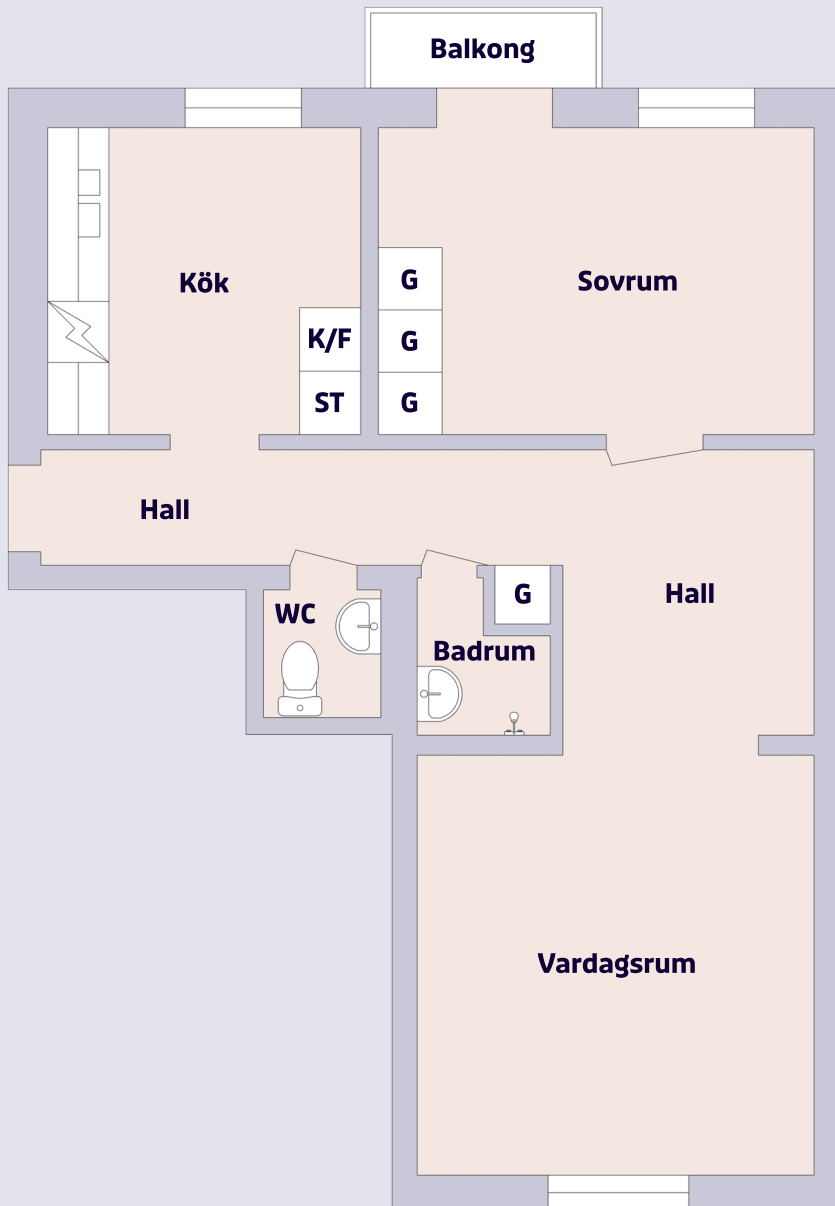 Balkong
Kök
Sovrum
G
K/F
G
ST
G
Hall
Hall
WC
G
Badrum
Vardagsrum